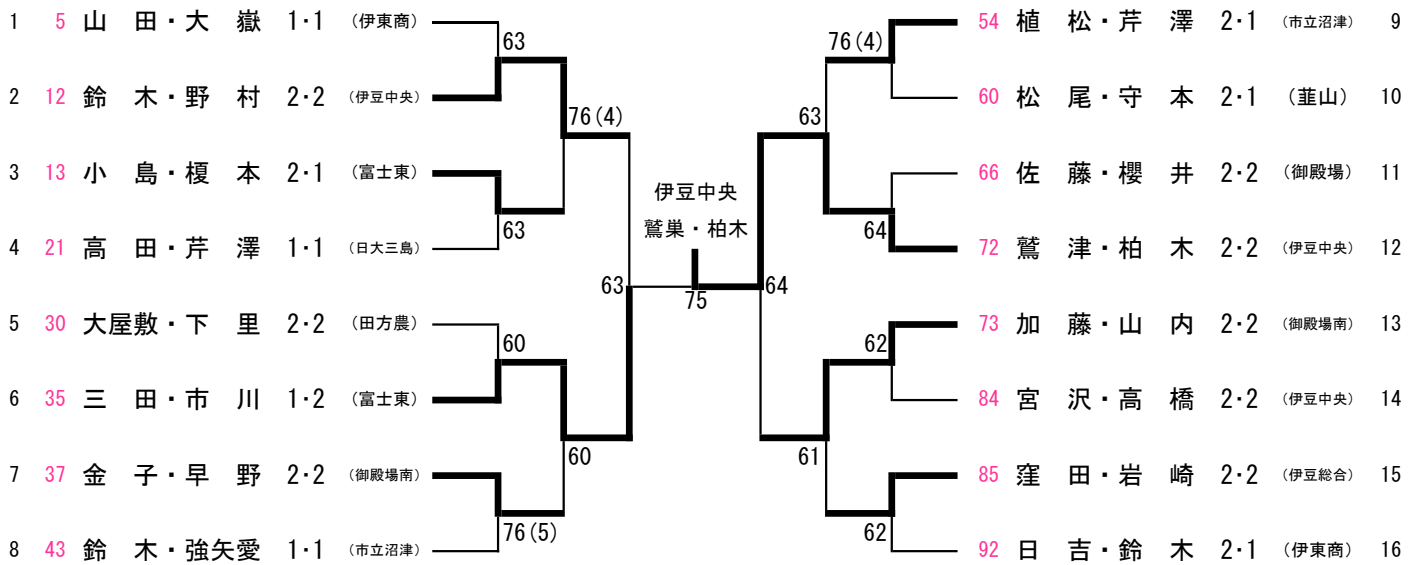 1 5 山 田・大 嶽 1・1 (伊東商)
63
2 12 鈴 木・野 村 2・2 (伊豆中央)
76(4)
3 13 小 島・榎 本 2・1 (富士東)
63
4 21 高 田・芹 澤 1・1 (日大三島)
63
5 30 大屋敷・下 里 2・2 (田方農)
60
6 35 三 田・市 川 1・2 (富士東)
60
7 37 金 子・早 野 2・2 (御殿場南)
76(5)
8 43 鈴 木・強矢愛 1・1 (市立沼津)
伊豆中央
鷲巣・柏木
75
54 植 松・芹 澤 2・1 (市立沼津) 9
76(4)
60 松 尾・守 本 2・1 (韮山) 10
63
66 佐 藤・櫻 井 2・2 (御殿場) 11
64
72 鷲 津・柏 木 2・2 (伊豆中央) 12
64
73 加 藤・山 内 2・2 (御殿場南) 13
62
84 宮 沢・高 橋 2・2 (伊豆中央) 14
61
85 窪 田・岩 崎 2・2 (伊豆総合) 15
62
92 日 吉・鈴 木 2・1 (伊東商) 16